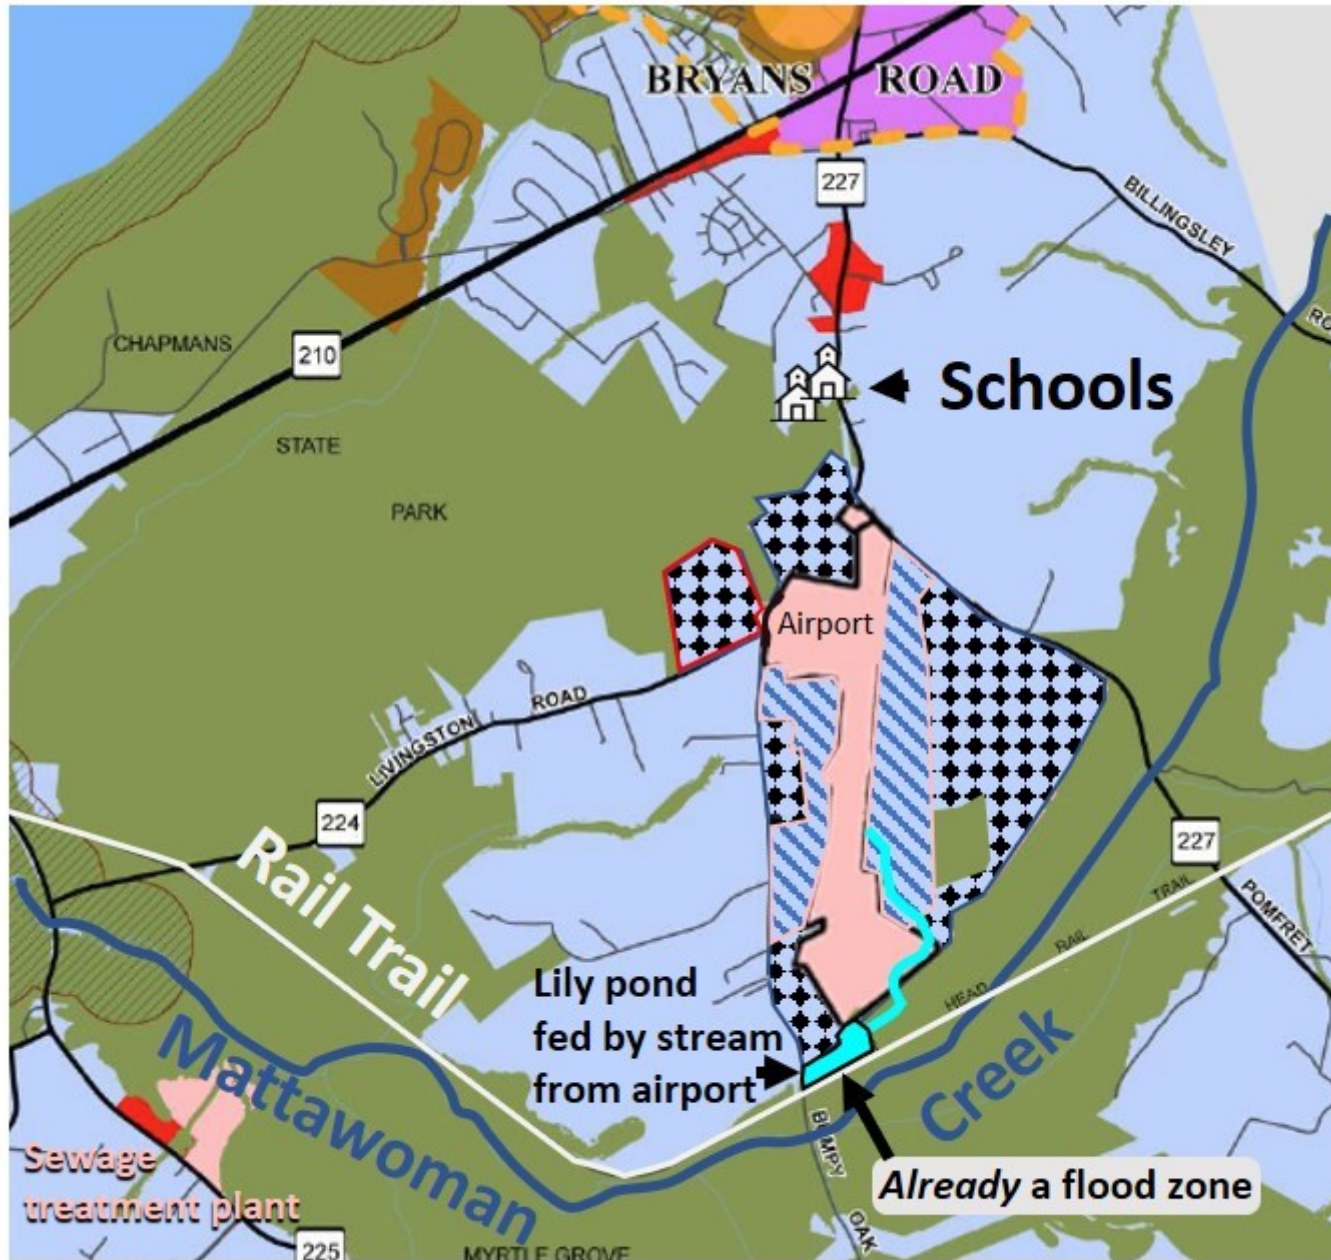 BRYANS ROAD
227
BILLINGSLEY
RO
CHAPMANS
210
Schools
STATE
PARK
Airport
ROAD
LIVINGSTON
224
227
Rail Trail
TRAIL
POMFRET
RAIL
HEAD
Lily pond
fed by stream
from airport
Mattawoman
Creek
BUMPY
OAK
Already a flood zone
Sewage
treatment plant
225
MYRTLE GROVE